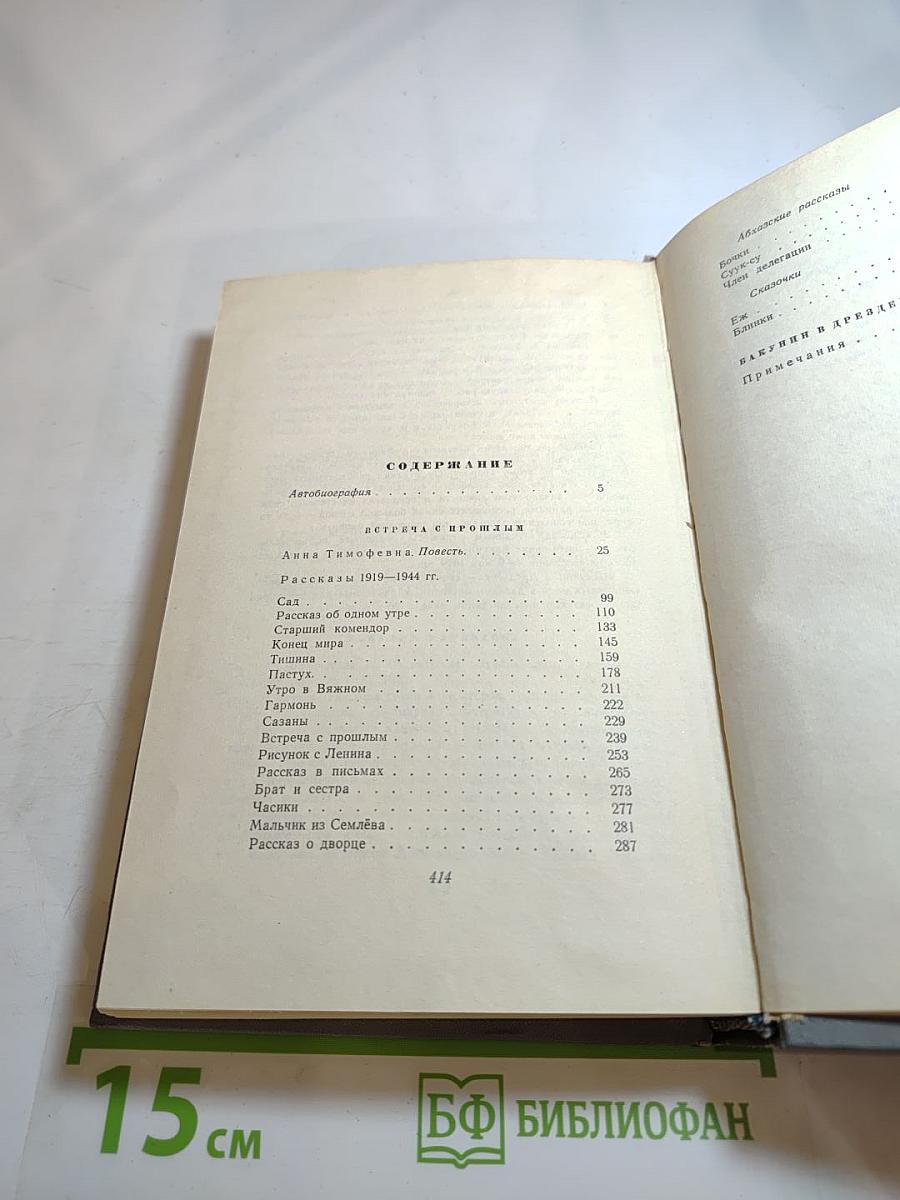 СОДЕРЖАНИЕ
Автобиография . . . . . . . . . . . . . . 5
ВСТРЕЧА С ПРОШЛЫМ
Анна Тимофевна. Повесть. . . . . . . . 25
Рассказы 1919—1944 гг.
Сад . . . . . . . . . . . . . . . . . 99
Рассказ об одном утре . . . . . . . . . . . 110
Старший комендор . . . . . . . . . . . . 133
Конец мира . . . . . . . . . . . . . . 145
Тишина . . . . . . . . . . . . . . . . 159
Пастух. . . . . . . . . . . . . . . . 178
Утро в Вяжном . . . . . . . . . . . . . 211
Гармонь . . . . . . . . . . . . . . . 222
Сазаны . . . . . . . . . . . . . . . . 229
Встреча с прошлым . . . . . . . . . . . . 239
Рисунок с Ленина . . . . . . . . . . . . . 253
Рассказ в письмах . . . . . . . . . . . . 265
Брат и сестра . . . . . . . . . . . . . . 273
Часики . . . . . . . . . . . . . . . . 277
Мальчик из Семлёва . . . . . . . . . . . . 281
Рассказ о дворце . . . . . . . . . . . . . 287
414
Абхазские рассказы
Бочки . . . . . . .
Суук-су . . . . . .
Член делегации . . . .
Сказочки
Еж . . . . . . .
Блинки . . . . . .
БАКУНИН В ДРЕЗДЕ
Примечания . . .
15 см
БФ БИБЛИОФАН